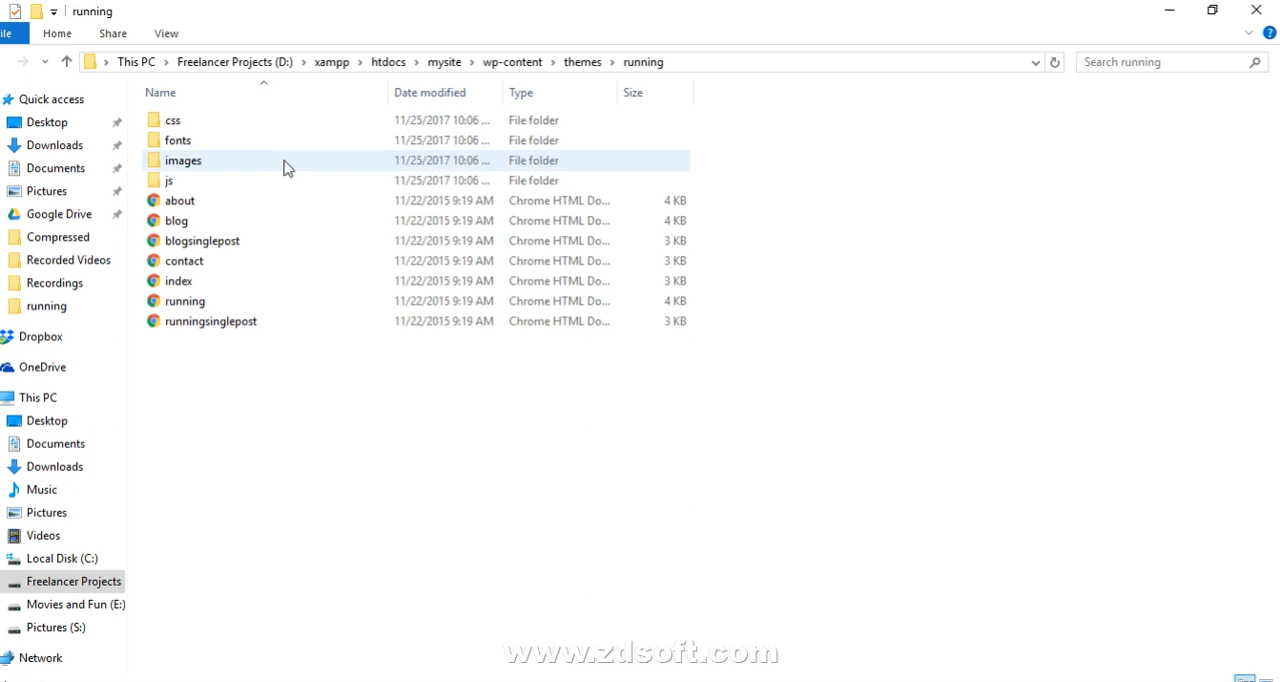 running
ile Home Share View
This PC > Freelancer Projects (D:) > xampp > htdocs > mysite > wp-content > themes > running
Search running
Name Date modified Type Size
css 11/25/2017 10:06 ... File folder
fonts 11/25/2017 10:06 ... File folder
images 11/25/2017 10:06 ... File folder
js 11/25/2017 10:06 ... File folder
about 11/22/2015 9:19 AM Chrome HTML Do... 4 KB
blog 11/22/2015 9:19 AM Chrome HTML Do... 4 KB
blogsinglepost 11/22/2015 9:19 AM Chrome HTML Do... 3 KB
contact 11/22/2015 9:19 AM Chrome HTML Do... 3 KB
index 11/22/2015 9:19 AM Chrome HTML Do... 3 KB
running 11/22/2015 9:19 AM Chrome HTML Do... 4 KB
runningsinglepost 11/22/2015 9:19 AM Chrome HTML Do... 3 KB
Quick access
Desktop
Downloads
Documents
Pictures
Google Drive
Compressed
Recorded Videos
Recordings
running
Dropbox
OneDrive
This PC
Desktop
Documents
Downloads
Music
Pictures
Videos
Local Disk (C:)
Freelancer Projects
Movies and Fun (E:)
Pictures (S:)
Network
www.zdsoft.com